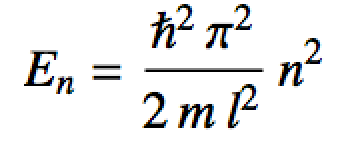 Eₙ = ℏ² π² / 2 m l² n²